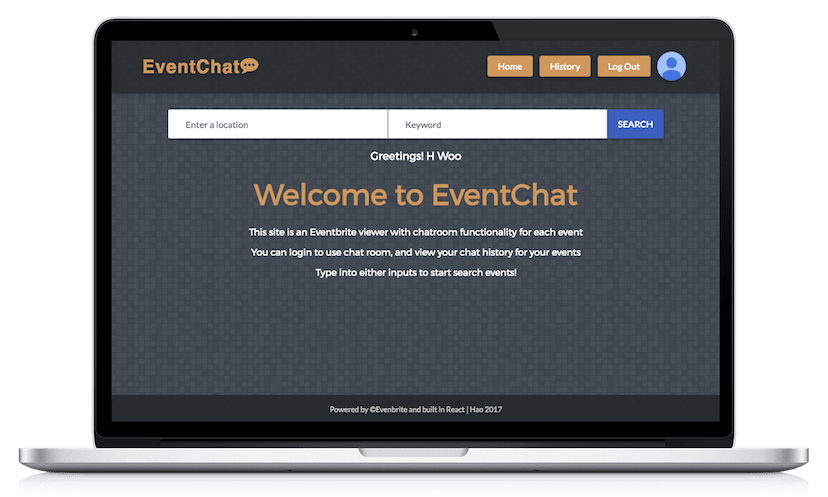 EventChat
Home
History
Log Out
Enter a location
Keyword
SEARCH
Greetings! H Woo
Welcome to EventChat
This site is an Eventbrite viewer with chatroom functionality for each event
You can login to use chat room, and view your chat history for your events
Type into either inputs to start search events!
Powered by ©Evenbrite and built in React | Hao 2017